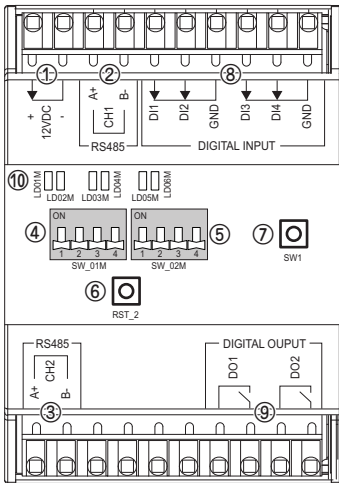 ① ② ⑧
+ 12VDC -
A+ CH1 B-
DI1 DI2 GND DI3 DI4 GND
RS485 DIGITAL INPUT
⑩ LD01M LD02M LD03M LD04M LD05M LD06M
④ ON ON ⑤ ⑦
1 2 3 4 1 2 3 4
SW_01M SW_02M SW1
⑥
RST_2
RS485 DIGITAL OUPUT
A+ CH2 B- DO1 DO2
③ ⑨